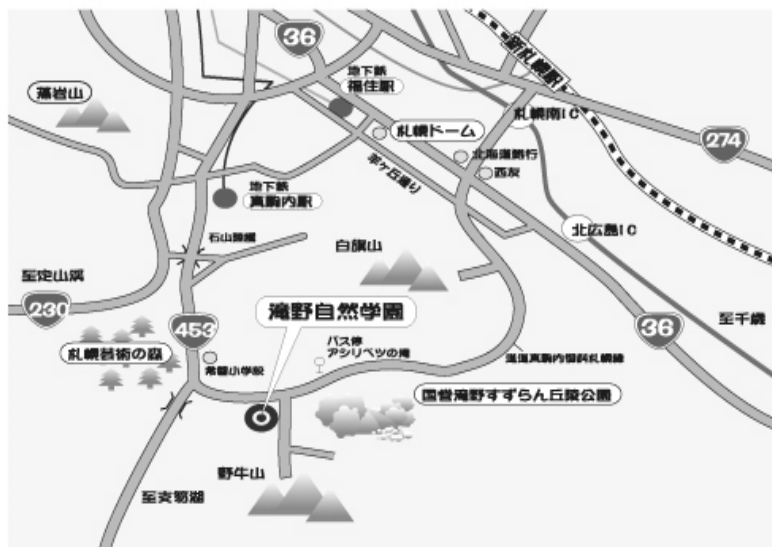 36
新札幌駅
藻岩山
地下鉄
福住駅
札幌ドーム
札幌南IC
274
北海道銀行
西友
羊ケ丘通り
地下鉄
真駒内駅
石山陸橋
白旗山
北広島IC
至定山渓
230
453
滝野自然学園
36
至千歳
札幌芸術の森
常盤小学校
バス停
アシリベツの滝
道道真駒内御料札幌線
国営滝野すずらん丘陵公園
野牛山
至支笏湖